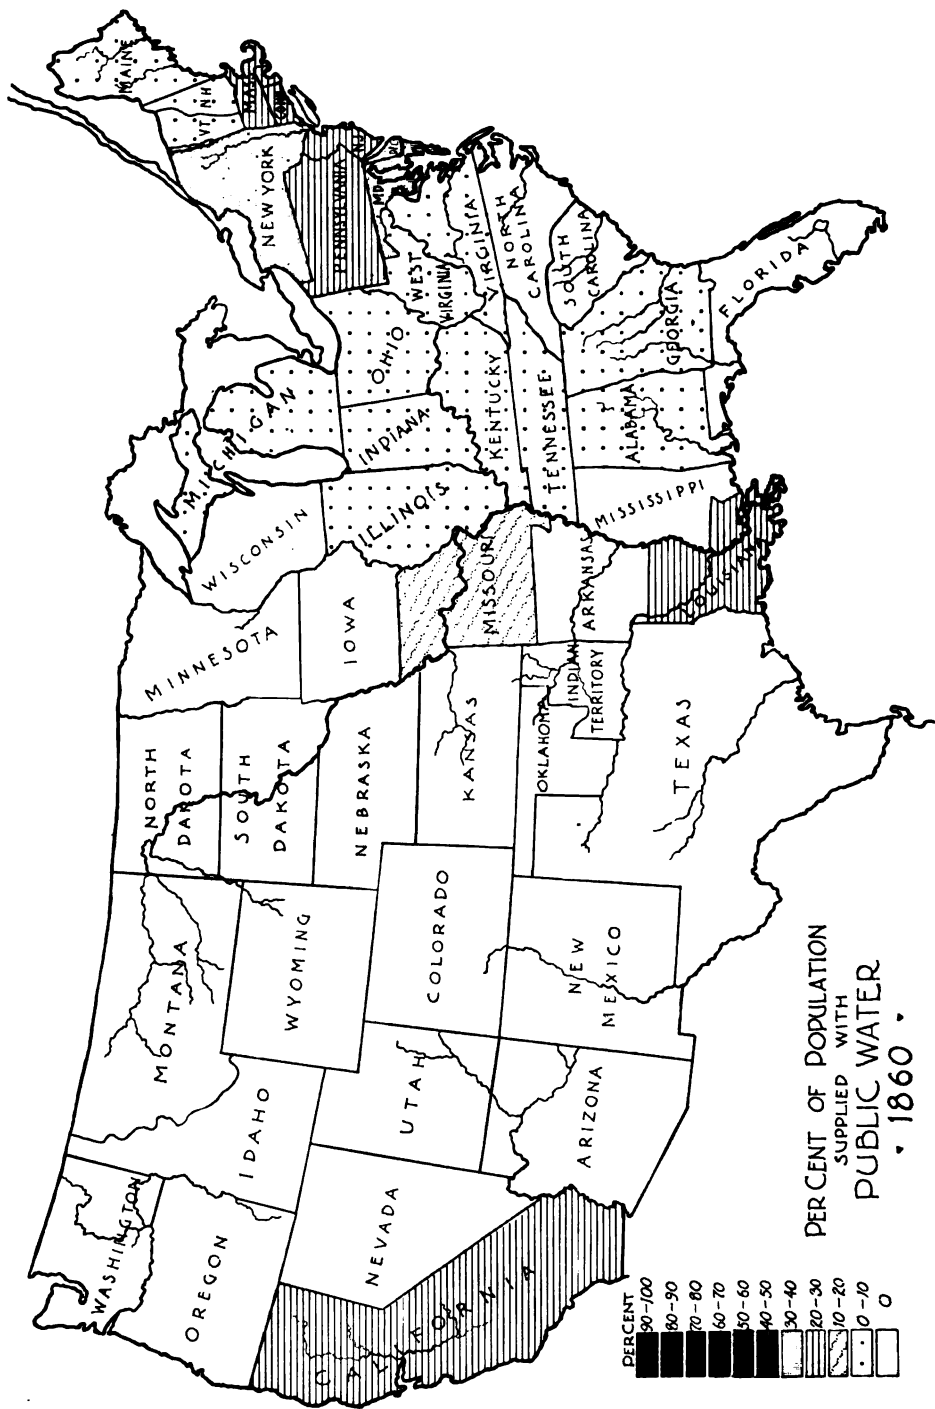 WASHINGTON
OREGON
CALIFORNIA
NEVADA
IDAHO
MONTANA
WYOMING
UTAH
COLORADO
ARIZONA
NEW
MEXICO
NORTH
DAKOTA
SOUTH
DAKOTA
NEBRASKA
KANSAS
OKLAHOMA
INDIAN
TERRITORY
TEXAS
MINNESOTA
IOWA
MISSOURI
ARKANSAS
LOUISIANA
WISCONSIN
ILLINOIS
MICHIGAN
INDIANA
OHIO
KENTUCKY
TENNESSEE
MISSISSIPPI
ALABAMA
GEORGIA
FLORIDA
SOUTH
CAROLINA
NORTH
CAROLINA
VIRGINIA
WEST
VIRGINIA
PENNSYLVANIA
NEW YORK
MD.
DEL
NJ
VT.
NH
MAINE
PER CENT OF POPULATION
SUPPLIED WITH
PUBLIC WATER
• 1860 •
PERCENT
90-100
80-90
70-80
60-70
50-60
40-50
30-40
20-30
10-20
0-10
0